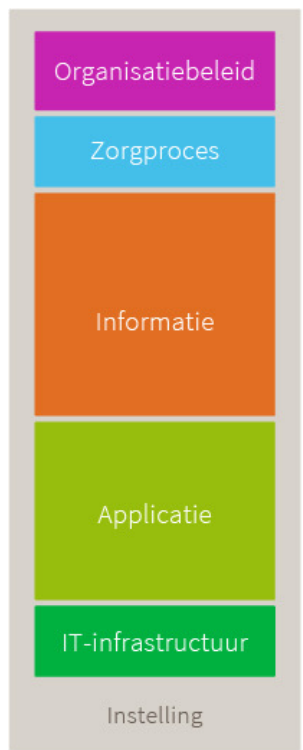 Organisatiebeleid
Zorgproces
Informatie
Applicatie
IT-infrastructuur
Instelling